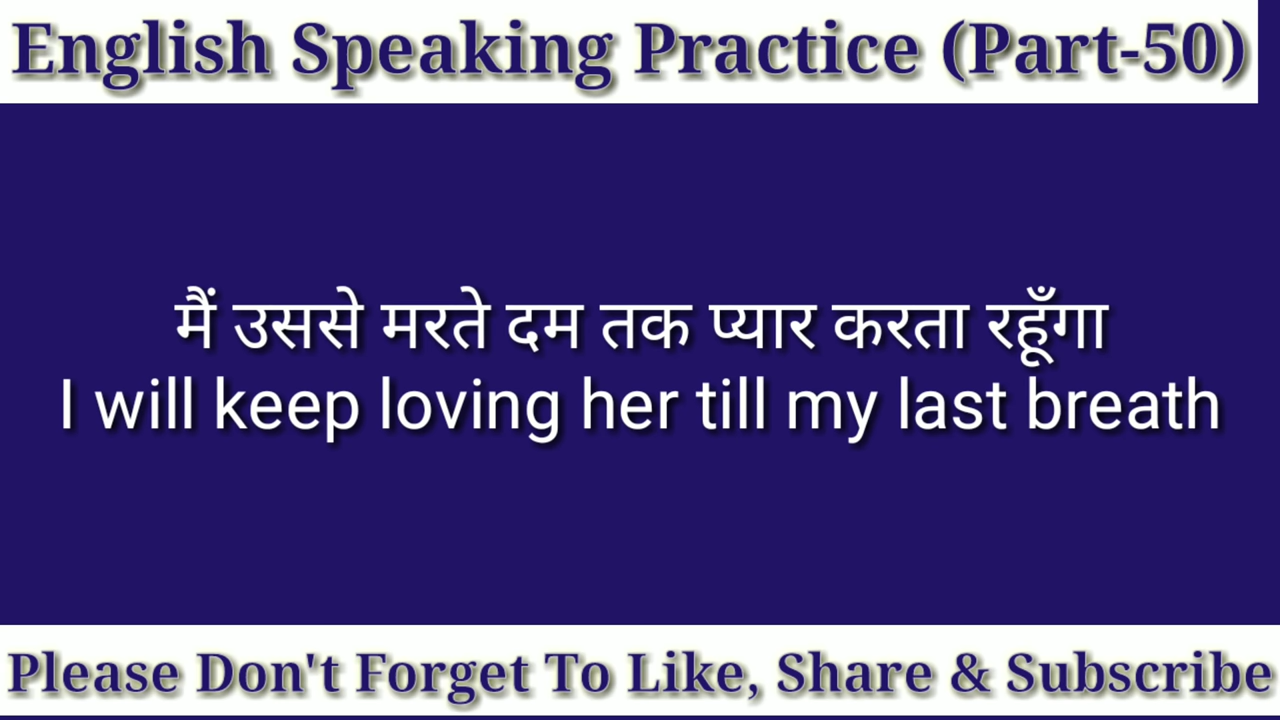 English Speaking Practice (Part-50)
मैं उससे मरते दम तक प्यार करता रहूँगा
I will keep loving her till my last breath
Please Don't Forget To Like, Share & Subscribe